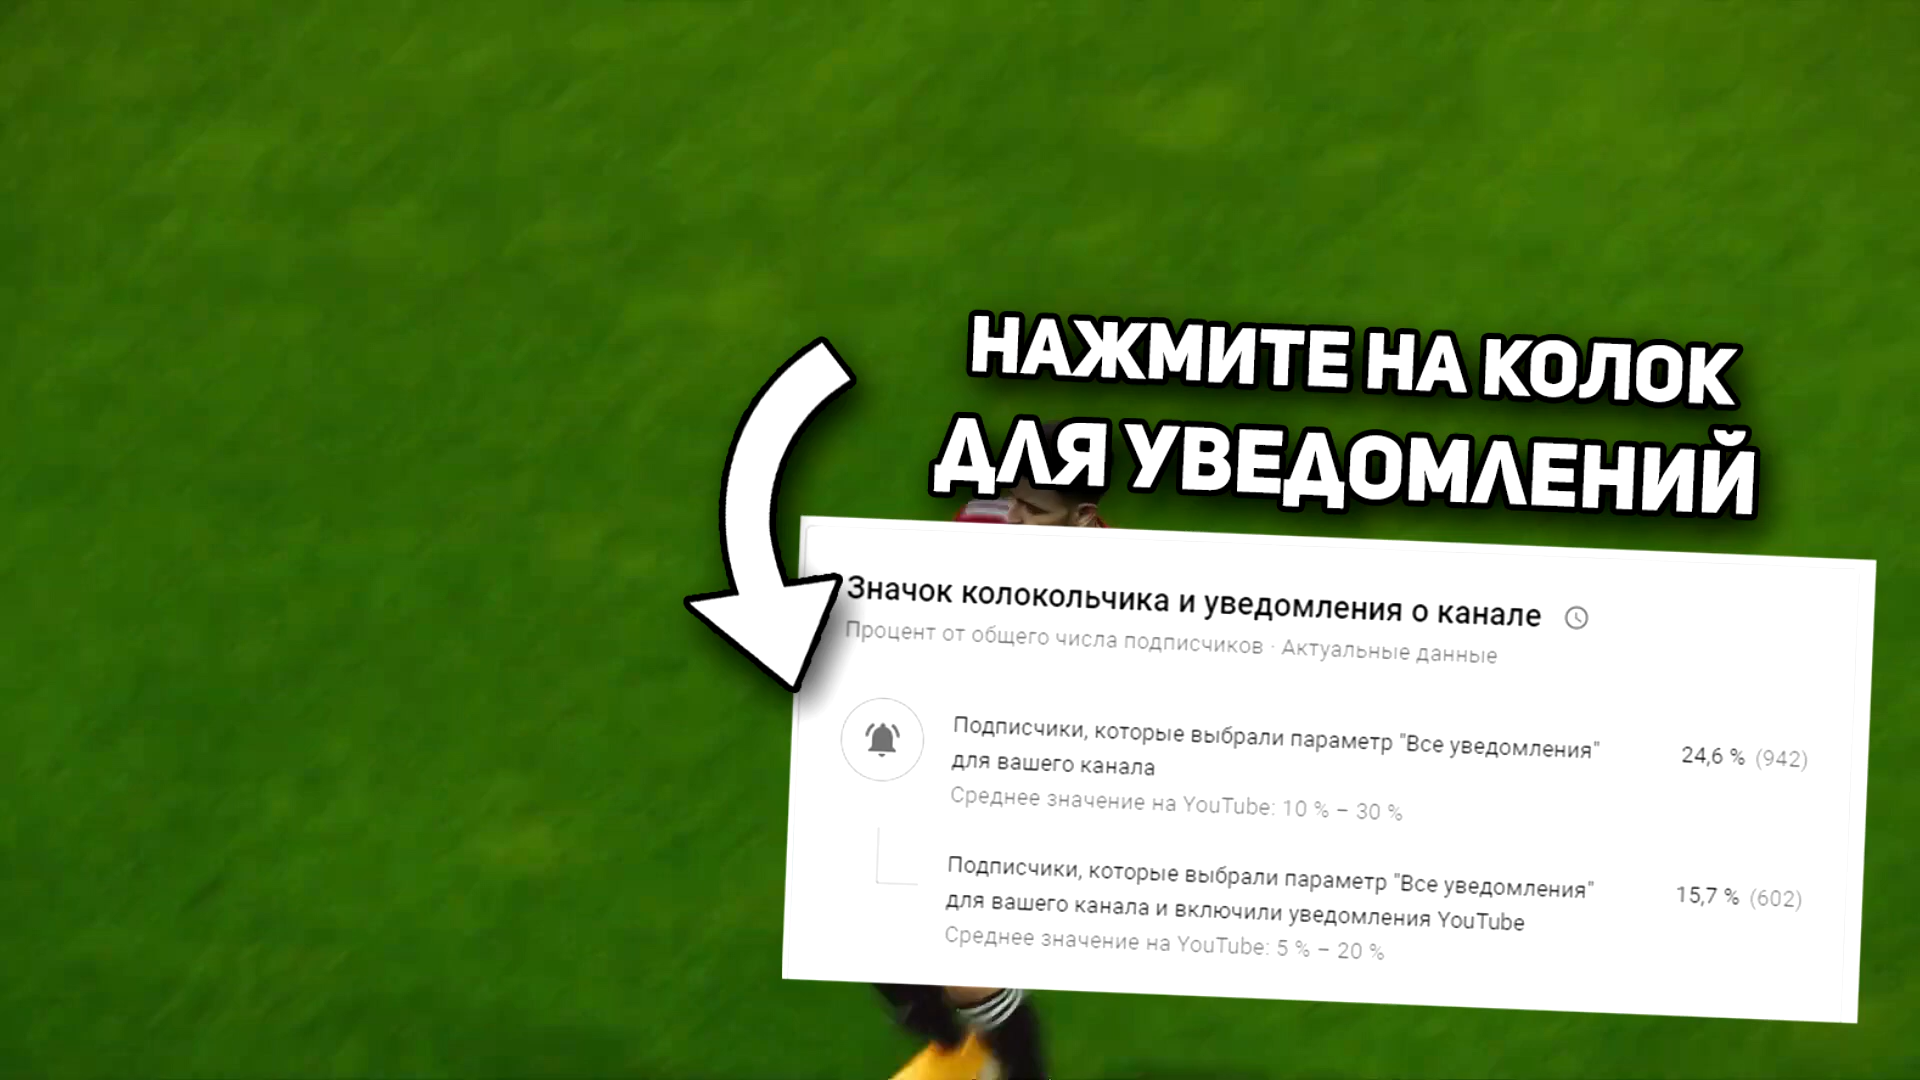 НАЖМИТЕ НА КОЛОК
ДЛЯ УВЕДОМЛЕНИЙ
Значок колокольчика и уведомления о канале
Процент от общего числа подписчиков · Актуальные данные
Подписчики, которые выбрали параметр "Все уведомления" 24,6 % (942)
для вашего канала
Среднее значение на YouTube: 10 % – 30 %
Подписчики, которые выбрали параметр "Все уведомления" 15,7 % (602)
для вашего канала и включили уведомления YouTube
Среднее значение на YouTube: 5 % – 20 %